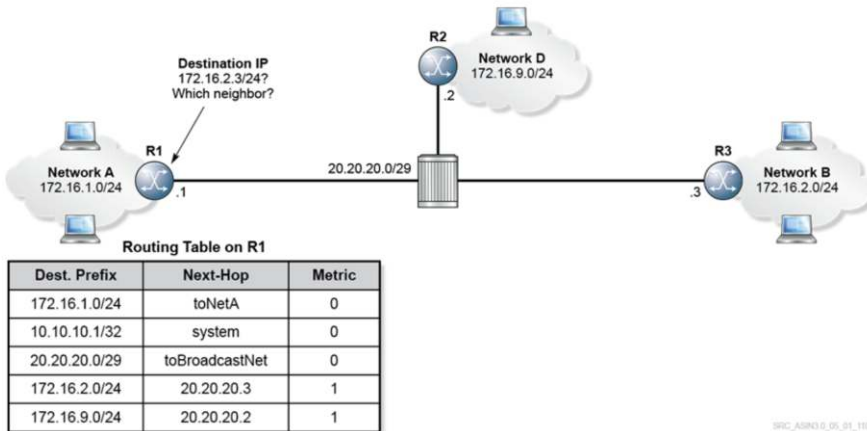 R2
Network D
172.16.9.0/24
.2
Destination IP
172.16.2.3/24?
Which neighbor?
R1
Network A
172.16.1.0/24
.1
20.20.20.0/29
R3
Network B
172.16.2.0/24
.3
Routing Table on R1
Dest. Prefix Next-Hop Metric
172.16.1.0/24 toNetA 0
10.10.10.1/32 system 0
20.20.20.0/29 toBroadcastNet 0
172.16.2.0/24 20.20.20.3 1
172.16.9.0/24 20.20.20.2 1